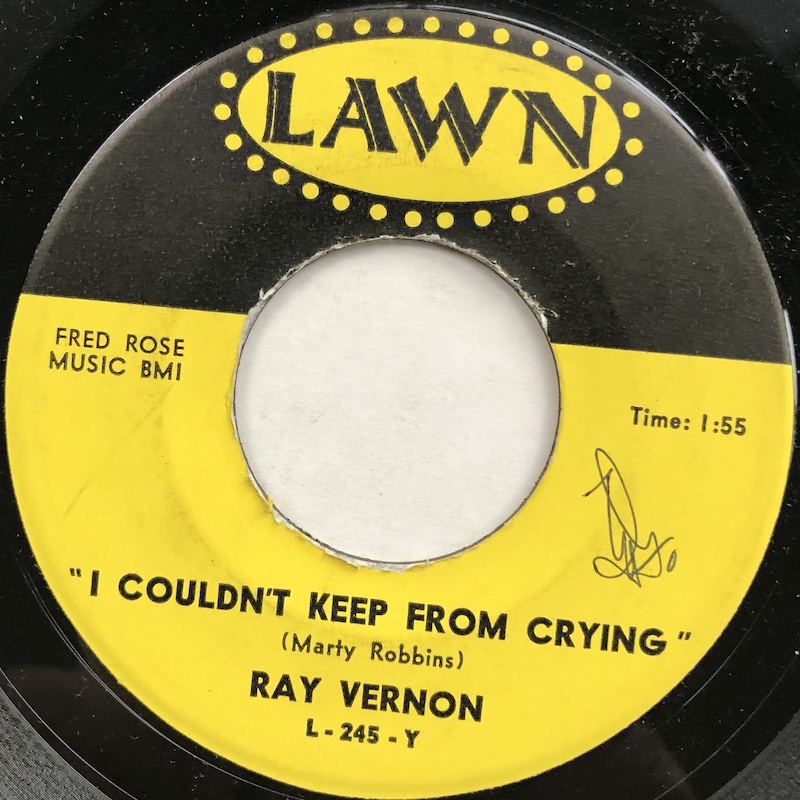 LAWN
FRED ROSE
MUSIC BMI
Time: 1:55
"I COULDN'T KEEP FROM CRYING"
(Marty Robbins)
RAY VERNON
L-245-Y